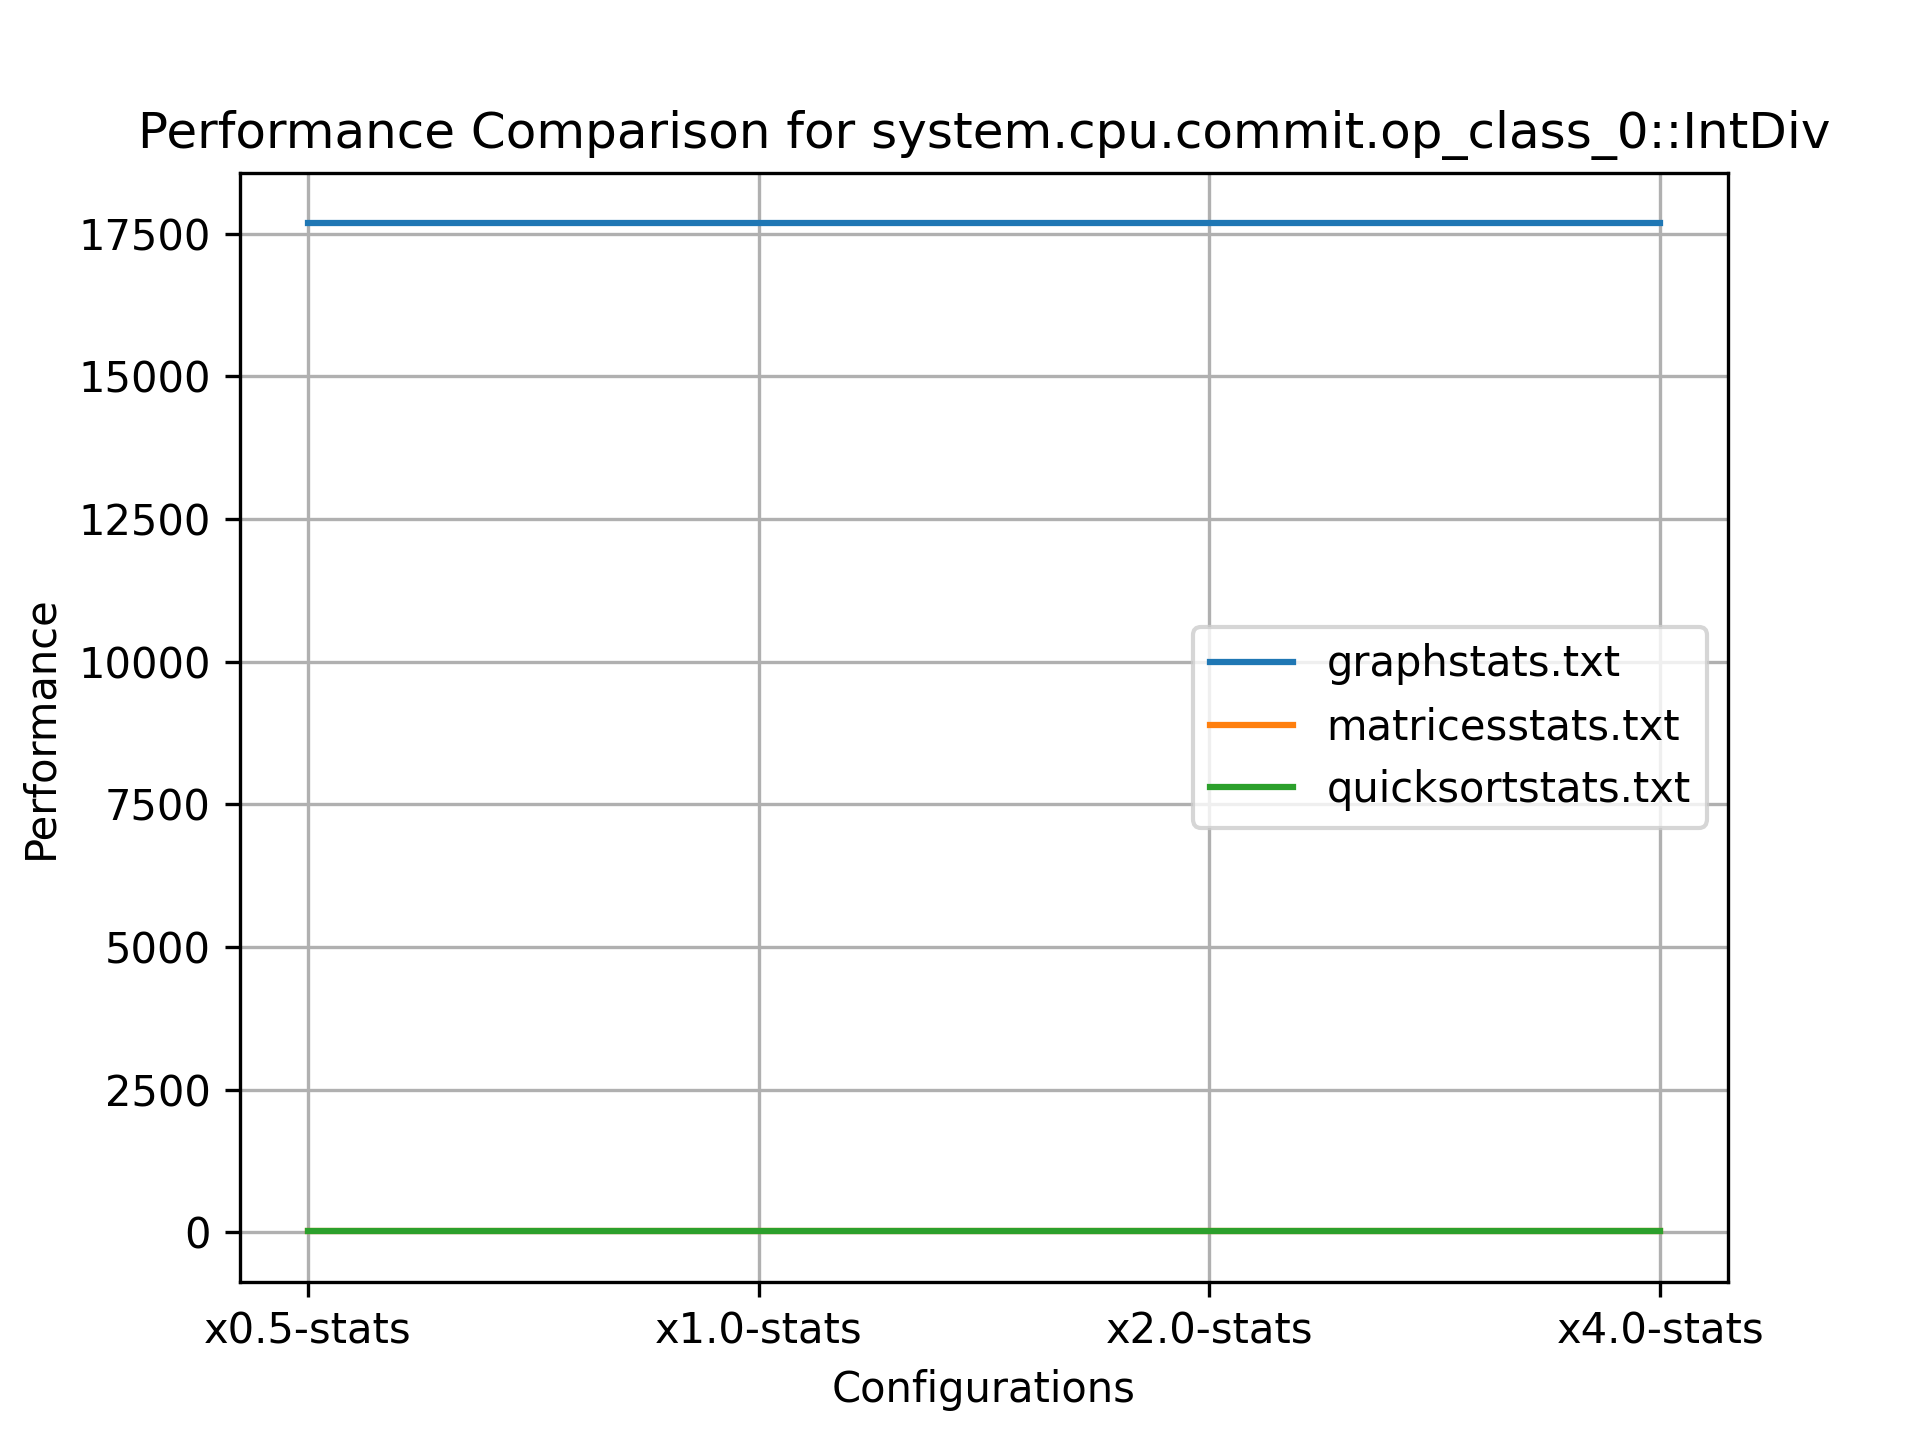 Performance Comparison for system.cpu.commit.op_class_0::IntDiv
17500
15000
12500
10000
7500
5000
2500
0
Performance
graphstats.txt
matricesstats.txt
quicksortstats.txt
x0.5-stats
x1.0-stats
x2.0-stats
x4.0-stats
Configurations